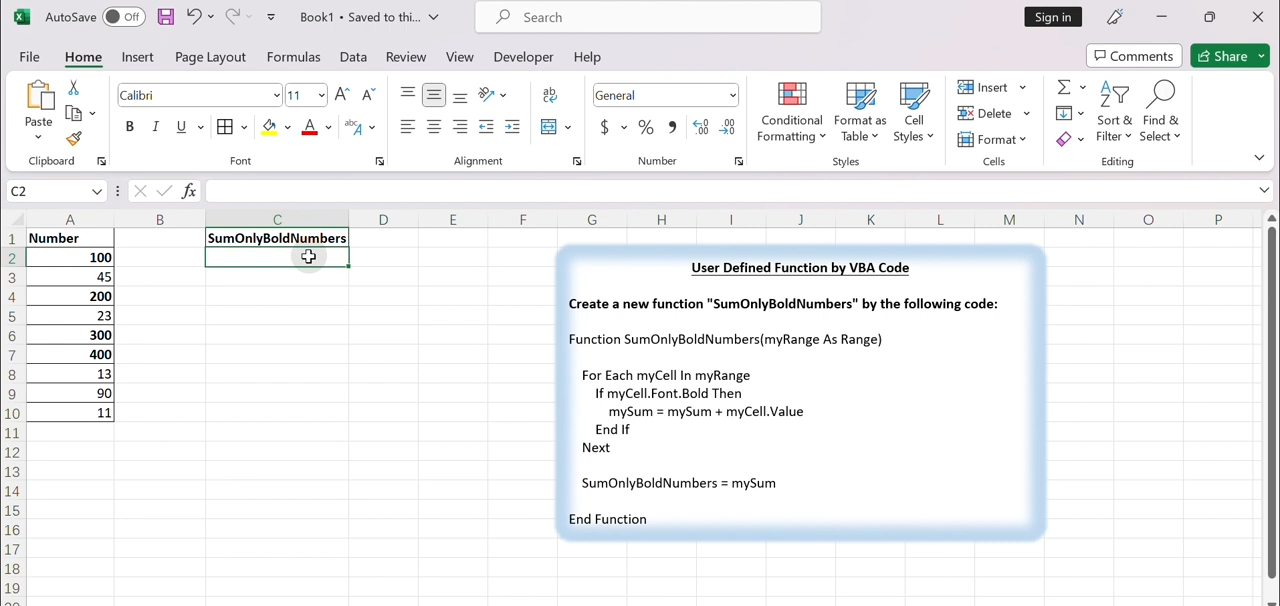 AutoSave Off Book1 • Saved to thi... Search Sign in
File Home Insert Page Layout Formulas Data Review View Developer Help Comments Share
Paste
Calibri 11
B I U A A A
ab
General
$ % 9
Conditional
Formatting
Format as
Table
Cell
Styles
Insert
Delete
Format
Sort &
Filter
Find &
Select
Clipboard Font Alignment Number Styles Cells Editing
C2 fx
A B C D E F G H I J K L M N O P
1 Number SumOnlyBoldNumbers
2 100
3 45
4 200
5 23
6 300
7 400
8 13
9 90
10 11
11
12
13
14
15
16
17
18
19
User Defined Function by VBA Code
Create a new function "SumOnlyBoldNumbers" by the following code:
Function SumOnlyBoldNumbers(myRange As Range)
For Each myCell In myRange
If myCell.Font.Bold Then
mySum = mySum + myCell.Value
End If
Next
SumOnlyBoldNumbers = mySum
End Function